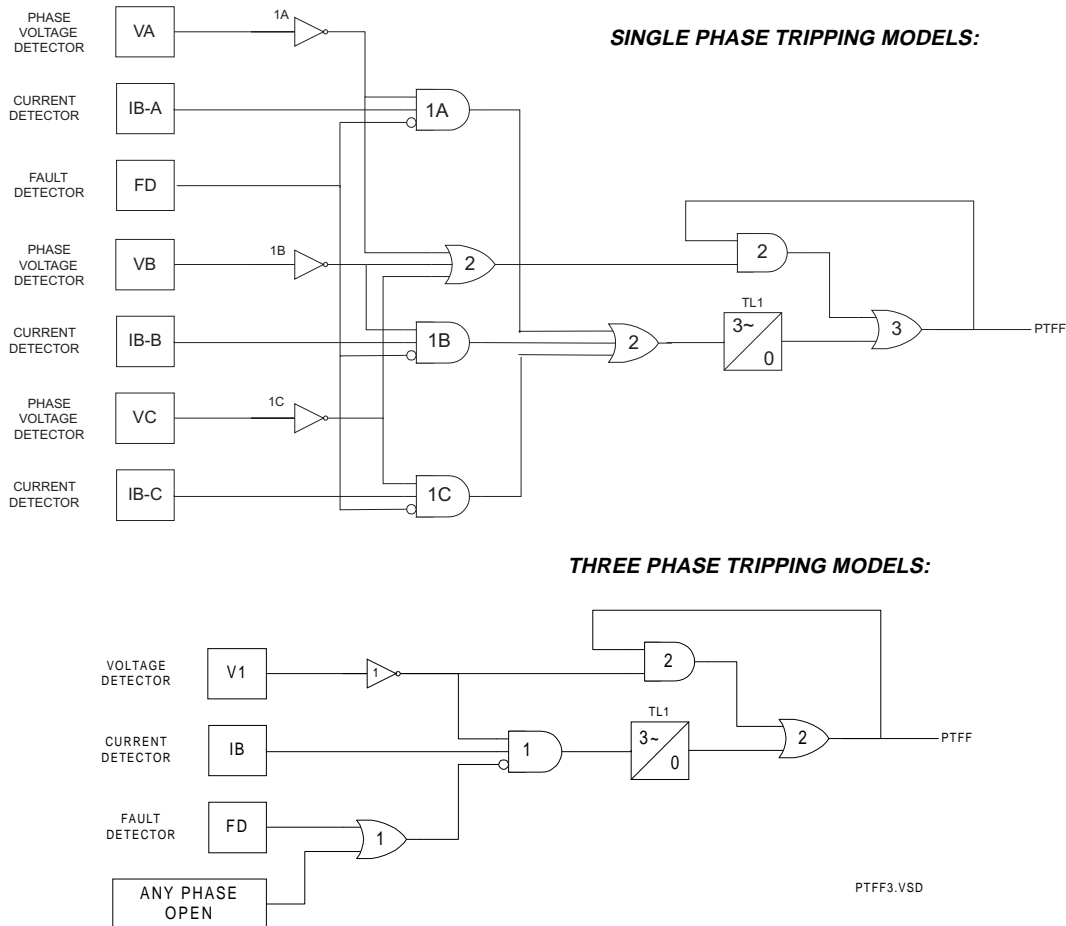 SINGLE PHASE TRIPPING MODELS:
PHASE
VOLTAGE
DETECTOR
VA
1A
CURRENT
DETECTOR
IB-A
1A
FAULT
DETECTOR
FD
PHASE
VOLTAGE
DETECTOR
VB
1B
2
2
CURRENT
DETECTOR
IB-B
1B
2
TL1
3~
0
3
PTFF
PHASE
VOLTAGE
DETECTOR
VC
1C
CURRENT
DETECTOR
IB-C
1C
THREE PHASE TRIPPING MODELS:
VOLTAGE
DETECTOR
V1
1
2
CURRENT
DETECTOR
IB
1
TL1
3~
0
2
PTFF
FAULT
DETECTOR
FD
1
ANY PHASE
OPEN
PTFF3.VSD